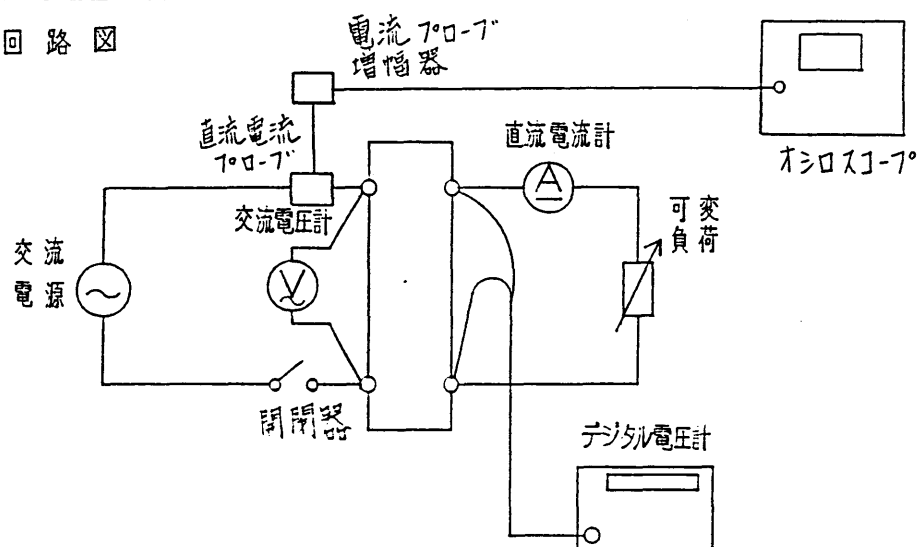 回路図
電流プローブ
増幅器
直流電流
プローブ
オシロスコープ
直流電流計
A
交流電圧計
V
可変
負荷
交流
電源
開閉器
デジタル電圧計